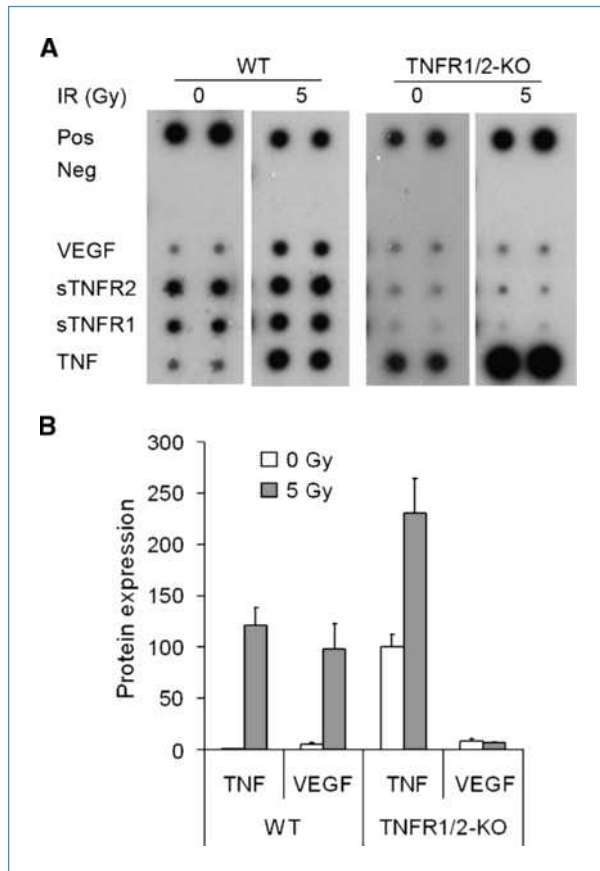 A
WT TNFR1/2-KO
IR (Gy) 0 5 0 5
Pos
Neg
VEGF
sTNFR2
sTNFR1
TNF
B
300
250
200
150
100
50
0
Protein expression
0 Gy
5 Gy
TNF VEGF TNF VEGF
WT TNFR1/2-KO